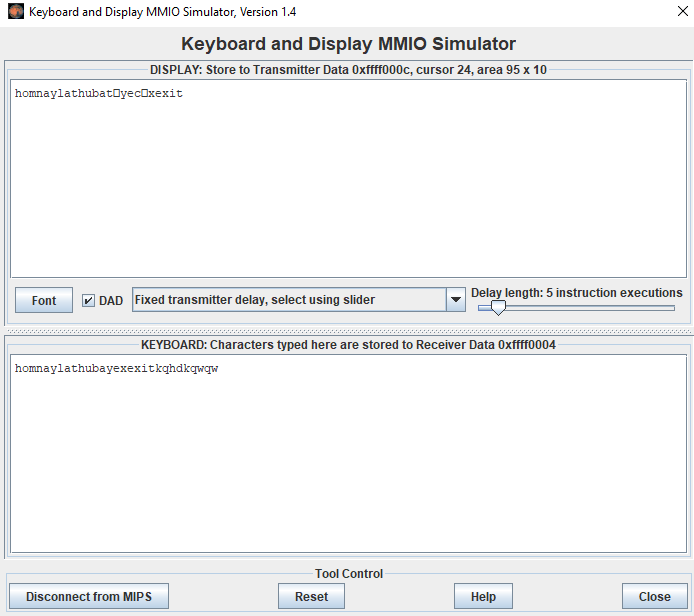 Keyboard and Display MMIO Simulator, Version 1.4
Keyboard and Display MMIO Simulator
DISPLAY: Store to Transmitter Data 0xffff000c, cursor 24, area 95 x 10
homnaylathubat□yec□xexit
Font
DAD
Fixed transmitter delay, select using slider
Delay length: 5 instruction executions
KEYBOARD: Characters typed here are stored to Receiver Data 0xffff0004
homnaylathubayexexitkqhdkqwqw
Tool Control
Disconnect from MIPS
Reset
Help
Close